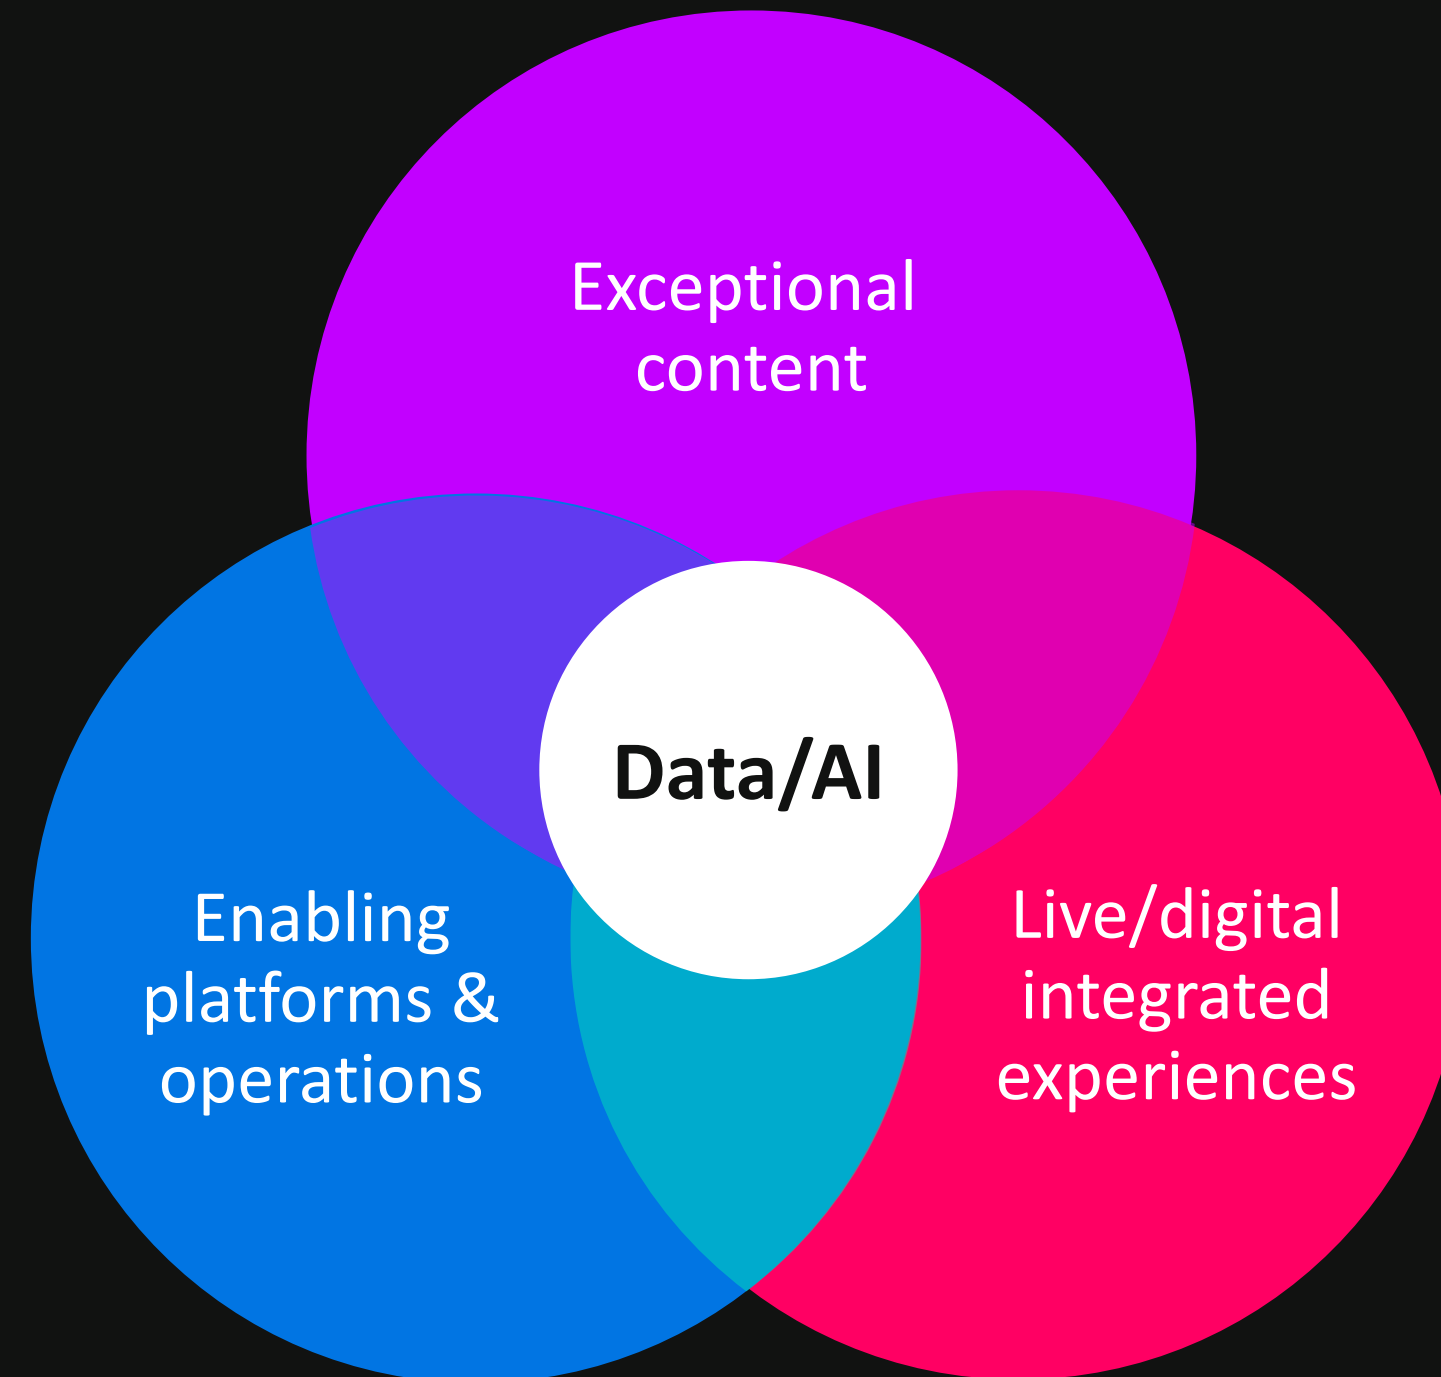 Exceptional
content
Data/AI
Enabling
platforms &
operations
Live/digital
integrated
experiences